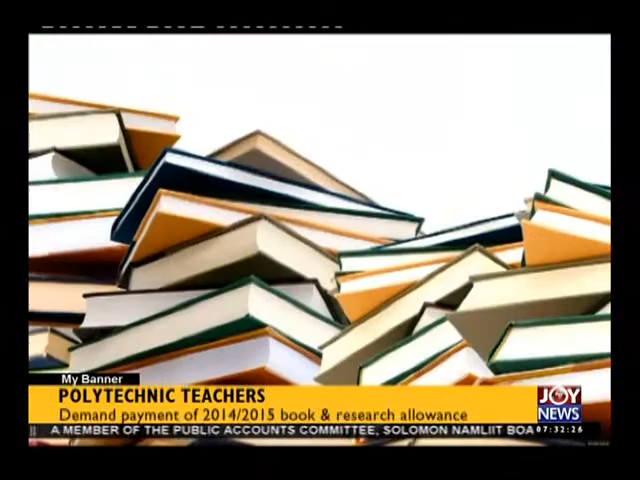 My Banner
POLYTECHNIC TEACHERS
Demand payment of 2014/2015 book & research allowance
JOY
NEWS
A MEMBER OF THE PUBLIC ACCOUNTS COMMITTEE, SOLOMON NAMLIIT BOA
07:32:26